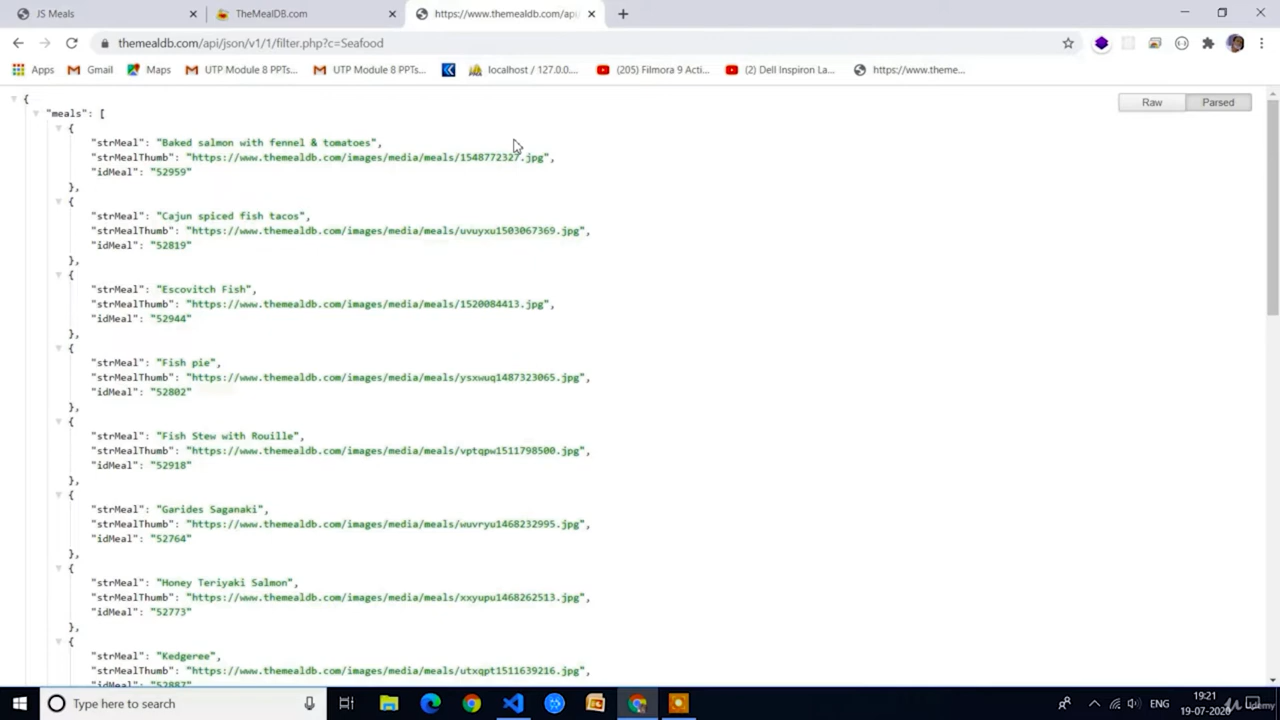 JS Meals
TheMealDB.com
https://www.themealdb.com/api/
themealdb.com/api/json/v1/1/filter.php?c=Seafood
Apps
Gmail
Maps
UTP Module 8 PPTs...
UTP Module 8 PPTs...
localhost / 127.0.0...
(205) Filmora 9 Acti...
(2) Dell Inspiron La...
https://www.theme...
Raw
Parsed
{
"meals": [
{
"strMeal": "Baked salmon with fennel & tomatoes",
"strMealThumb": "https://www.themealdb.com/images/media/meals/1548772327.jpg",
"idMeal": "52959"
},
{
"strMeal": "Cajun spiced fish tacos",
"strMealThumb": "https://www.themealdb.com/images/media/meals/uvuyxu1503067369.jpg",
"idMeal": "52819"
},
{
"strMeal": "Escovitch Fish",
"strMealThumb": "https://www.themealdb.com/images/media/meals/1520084413.jpg",
"idMeal": "52944"
},
{
"strMeal": "Fish pie",
"strMealThumb": "https://www.themealdb.com/images/media/meals/ysxwuq1487323065.jpg",
"idMeal": "52802"
},
{
"strMeal": "Fish Stew with Rouille",
"strMealThumb": "https://www.themealdb.com/images/media/meals/vptqpw1511798500.jpg",
"idMeal": "52918"
},
{
"strMeal": "Garides Saganaki",
"strMealThumb": "https://www.themealdb.com/images/media/meals/wuvryu1468232995.jpg",
"idMeal": "52764"
},
{
"strMeal": "Honey Teriyaki Salmon",
"strMealThumb": "https://www.themealdb.com/images/media/meals/xxyupu1468262513.jpg",
"idMeal": "52773"
},
{
"strMeal": "Kedgeree",
"strMealThumb": "https://www.themealdb.com/images/media/meals/utxqpt1511639216.jpg",
"idMeal": "52887"
Type here to search
ENG
19:21
19-07-2020
Udemy